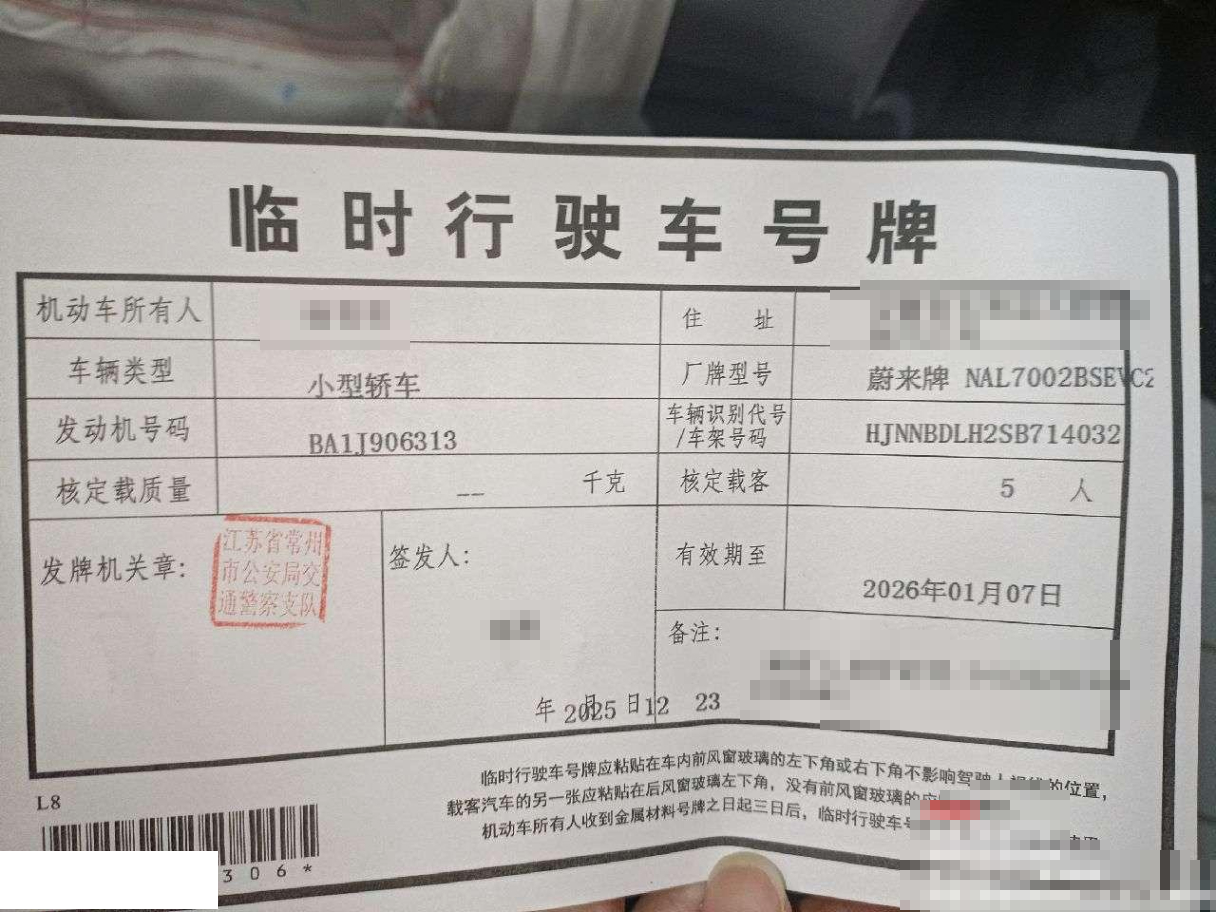 临时行驶车号牌
机动车所有人
住 址
车辆类型 小型轿车 厂牌型号 蔚来牌 NAL7002BSEVC2
发动机号码 BA1J906313 车辆识别代号/车架号码 HJNNBDLH2SB714032
核定载质量 -- 千克 核定载客 5 人
发牌机关章:
江苏省常州
市公安局交
通警察支队
签发人:
年 月 日
2025 12 23
有效期至 2026年01月07日
备注:
临时行驶车号牌应粘贴在车内前风窗玻璃的左下角或右下角不影响驾驶人视线的位置,
载客汽车的另一张应粘贴在后风窗玻璃左下角,没有前风窗玻璃的应
机动车所有人收到金属材料号牌之日起三日后,临时行驶车号
L8
306*